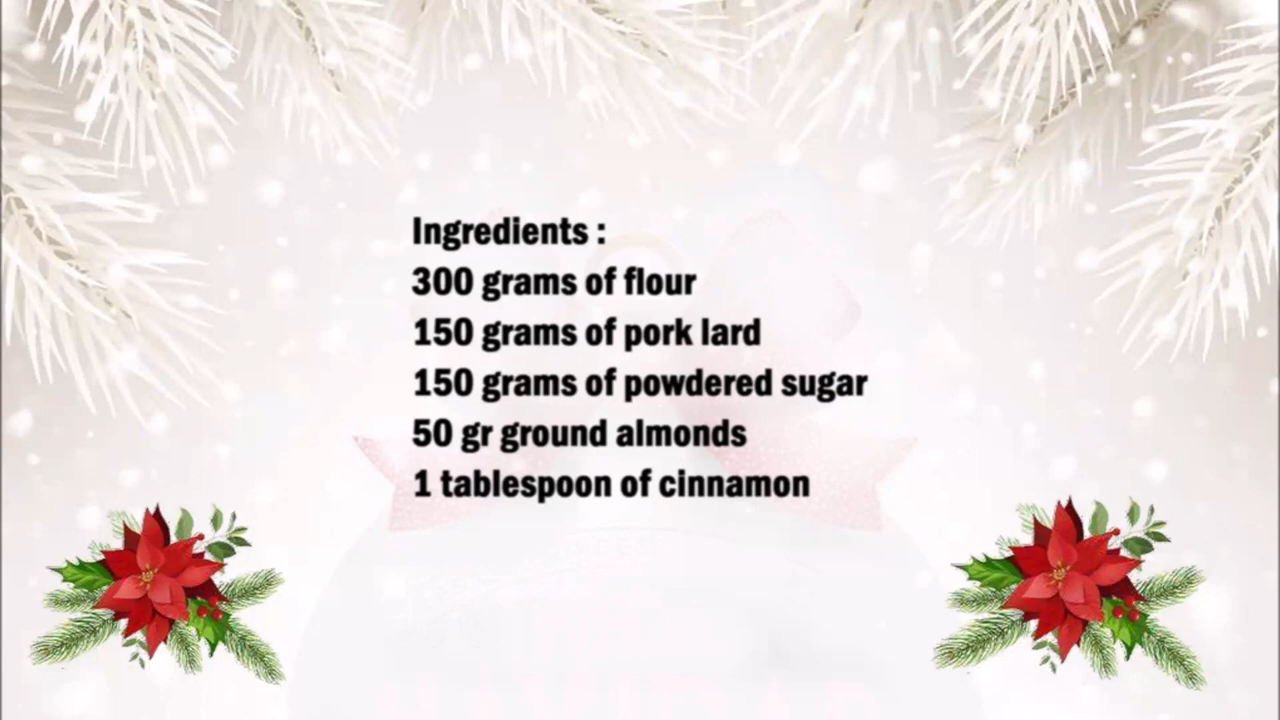 Ingredients :
300 grams of flour
150 grams of pork lard
150 grams of powdered sugar
50 gr ground almonds
1 tablespoon of cinnamon